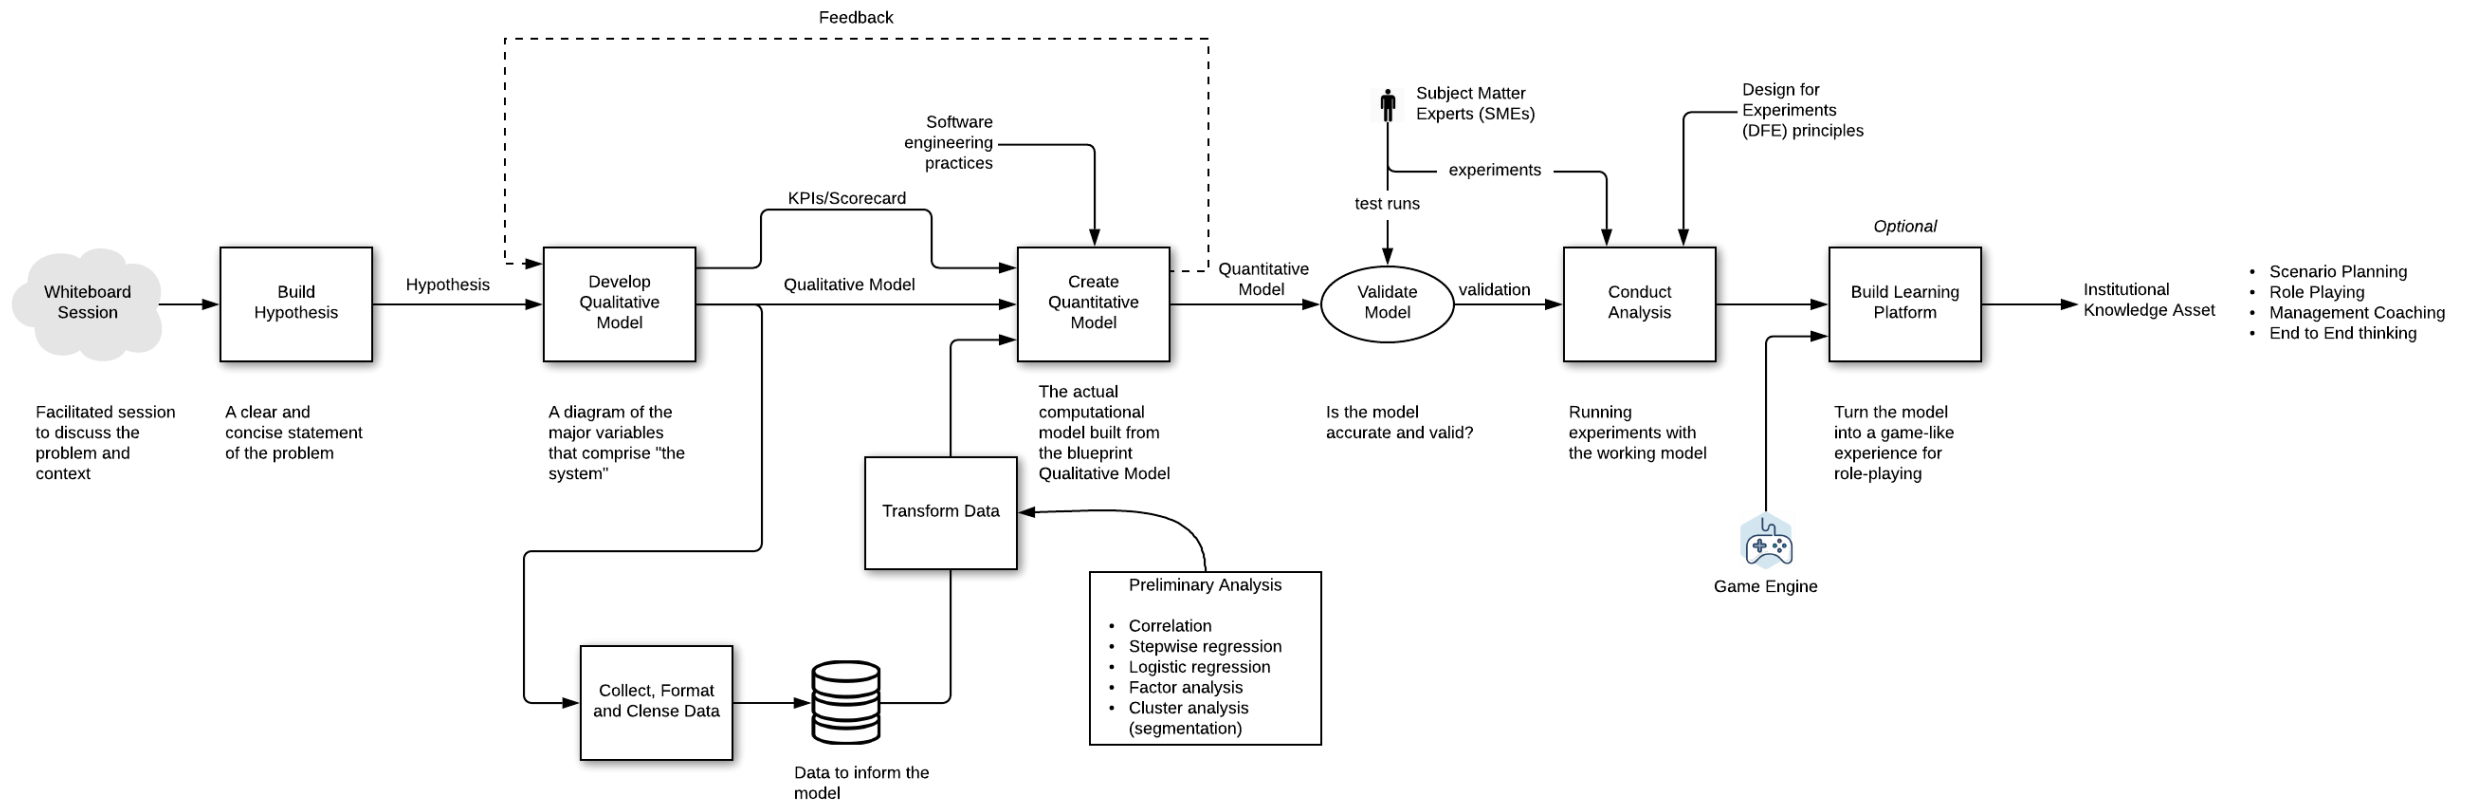 Feedback
Subject Matter
Experts (SMEs)
Design for
Experiments
(DFE) principles
Software
engineering
practices
experiments
KPIs/Scorecard
test runs
Optional
Whiteboard
Session
Build
Hypothesis
Hypothesis
Develop
Qualitative
Model
Qualitative Model
Create
Quantitative
Model
Quantitative
Model
Validate
Model
validation
Conduct
Analysis
Build Learning
Platform
Institutional
Knowledge Asset
• Scenario Planning
• Role Playing
• Management Coaching
• End to End thinking
Facilitated session
to discuss the
problem and
context
A clear and
concise statement
of the problem
A diagram of the
major variables
that comprise "the
system"
The actual
computational
model built from
the blueprint
Qualitative Model
Is the model
accurate and valid?
Running
experiments with
the working model
Turn the model
into a game-like
experience for
role-playing
Transform Data
Game Engine
Preliminary Analysis
• Correlation
• Stepwise regression
• Logistic regression
• Factor analysis
• Cluster analysis
(segmentation)
Collect, Format
and Clense Data
Data to inform the
model